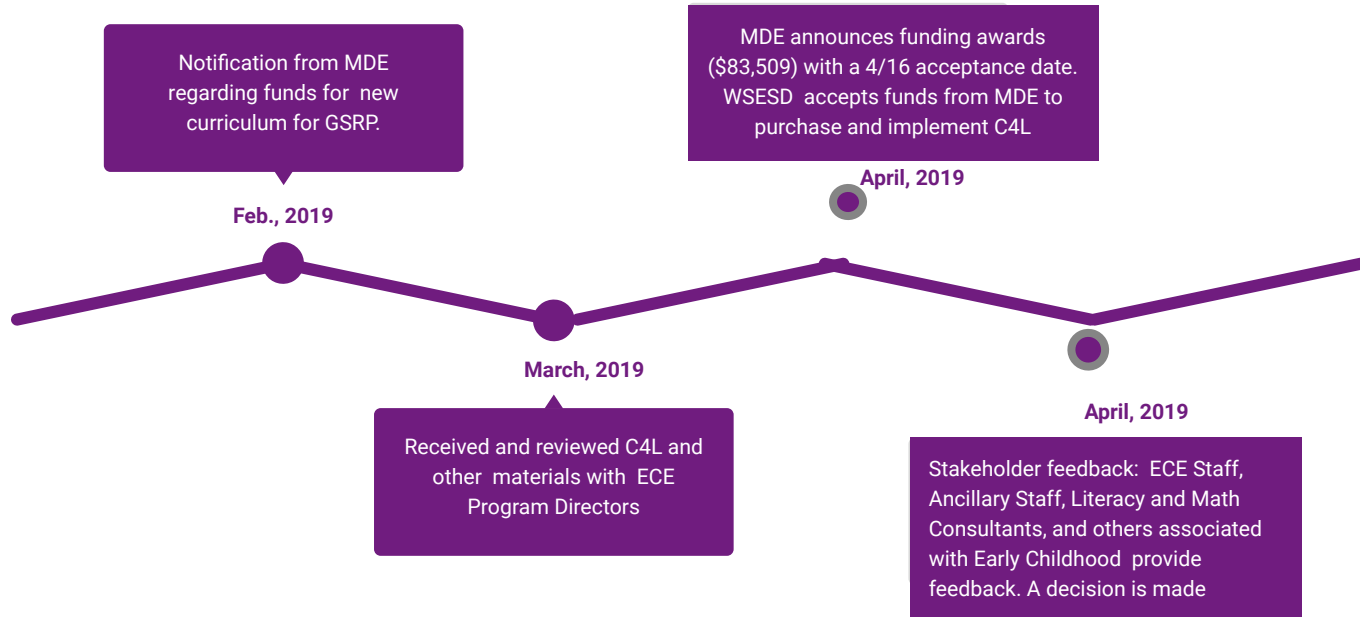 Notification from MDE
regarding funds for new
curriculum for GSRP.
Feb., 2019
March, 2019
Received and reviewed C4L and
other materials with ECE
Program Directors
MDE announces funding awards
($83,509) with a 4/16 acceptance date.
WSESD accepts funds from MDE to
purchase and implement C4L
April, 2019
April, 2019
Stakeholder feedback: ECE Staff,
Ancillary Staff, Literacy and Math
Consultants, and others associated
with Early Childhood provide
feedback. A decision is made